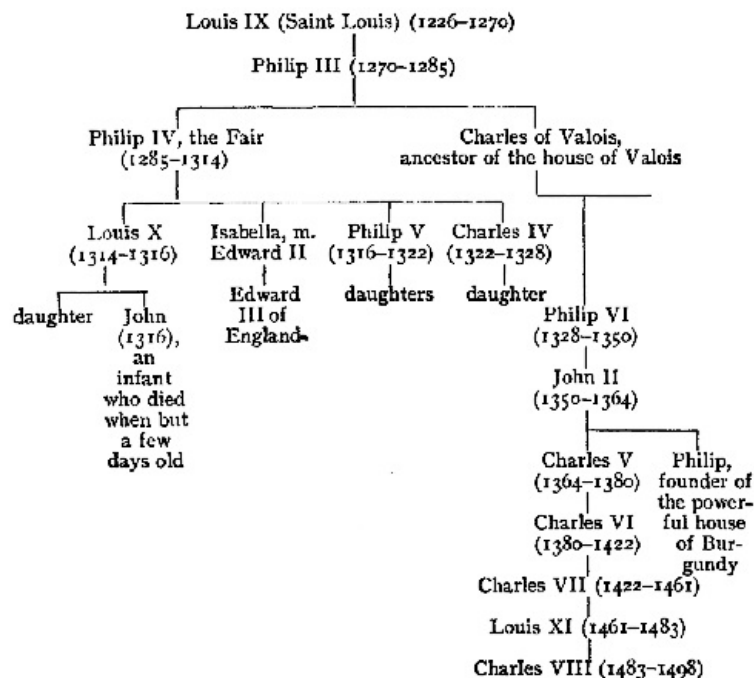 Louis IX (Saint Louis) (1226–1270)
Philip III (1270–1285)
Philip IV, the Fair
(1285–1314)
Charles of Valois,
ancestor of the house of Valois
Louis X
(1314–1316)
Isabella, m.
Edward II
Philip V
(1316–1322)
Charles IV
(1322–1328)
daughter
John
(1316),
an
infant
who died
when but
a few
days old
Edward
III of
England
daughters
daughter
Philip VI
(1328–1350)
John II
(1350–1364)
Charles V
(1364–1380)
Philip,
founder of
the power-
ful house
of Bur-
gundy
Charles VI
(1380–1422)
Charles VII (1422–1461)
Louis XI (1461–1483)
Charles VIII (1483–1498)